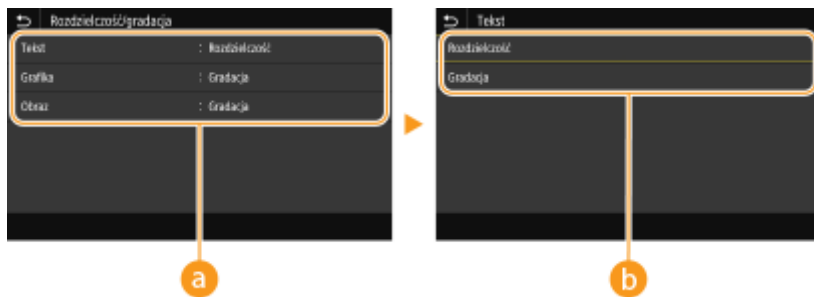 Rozdzielczość/gradacja
Tekst : Rozdzielczość
Grafika : Gradacja
Obraz : Gradacja
a
Tekst
Rozdzielczość
Gradacja
b